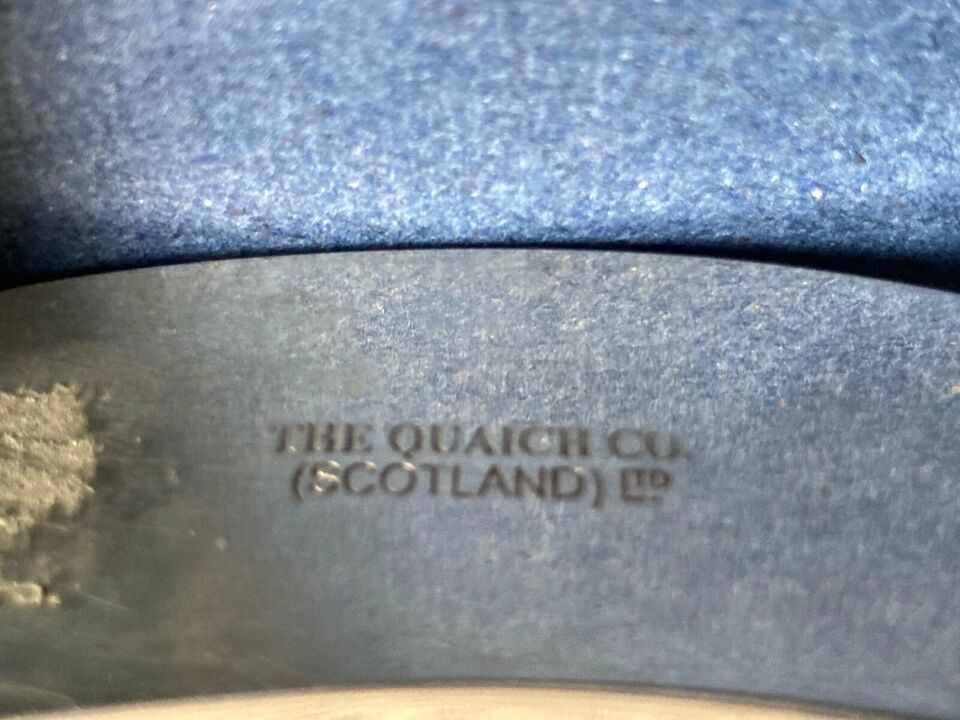 THE QUAICH CO.
(SCOTLAND) LTD